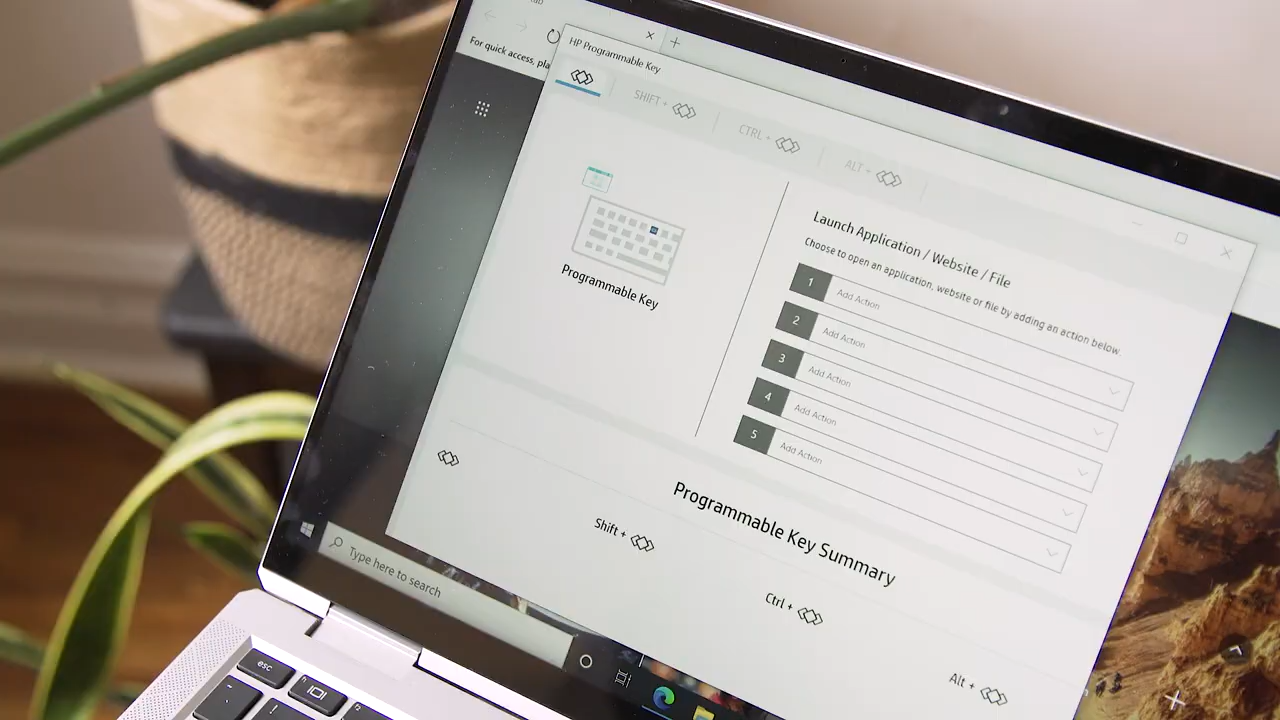 For quick access, pla
HP Programmable Key
SHIFT +
CTRL +
ALT +
Programmable Key
Launch Application / Website / File
Choose to open an application, website or file by adding an action below.
1 Add Action
2 Add Action
3 Add Action
4 Add Action
5 Add Action
Programmable Key Summary
Shift +
Ctrl +
Alt +
Type here to search
esc